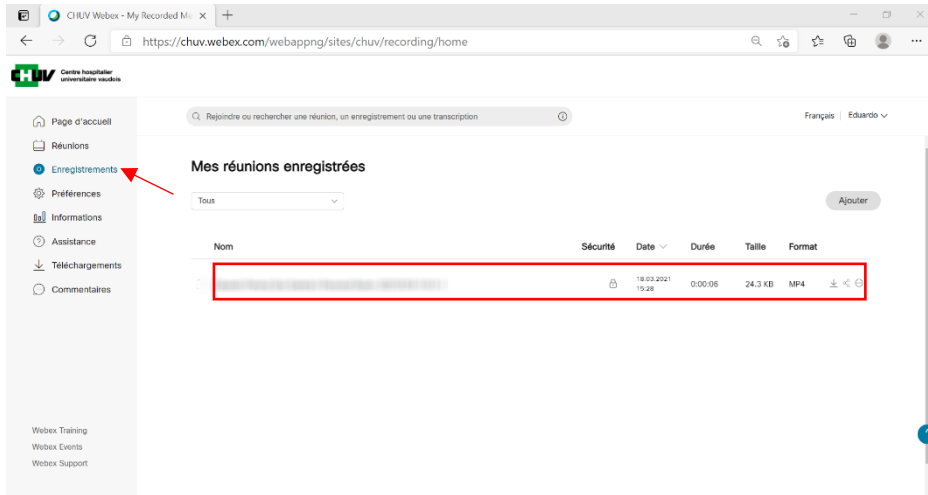 CHUV Webex - My Recorded M
https://chuv.webex.com/webappng/sites/chuv/recording/home
CHUV
Centre hospitalier
universitaire vaudois
Rejoindre ou rechercher une réunion, un enregistrement ou une transcription
Français | Eduardo
Page d'accueil
Réunions
Enregistrements
Préférences
Informations
Assistance
Téléchargements
Commentaires
Mes réunions enregistrées
Tous
Ajouter
Nom Sécurité Date Durée Taille Format
18.03.2021
15:28
0:00:06 24.3 KB MP4
Webex Training
Webex Events
Webex Support